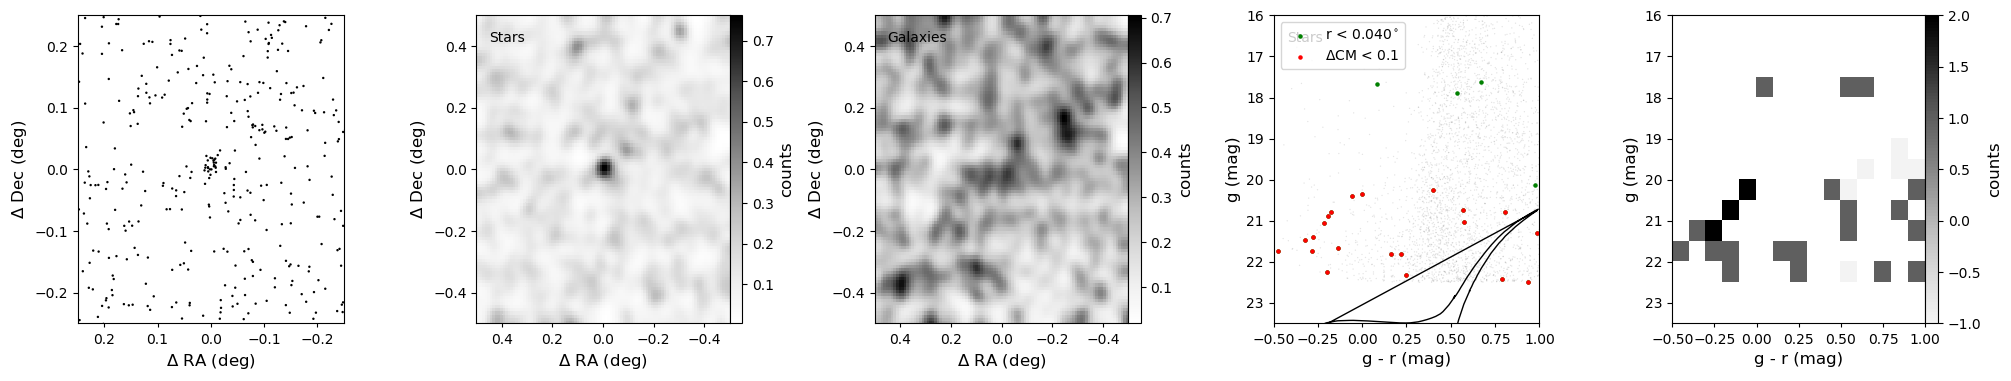 0.2
0.1
0.0
−0.1
−0.2
Δ Dec (deg)
0.2 0.1 0.0 −0.1 −0.2
Δ RA (deg)
Stars
0.4
0.2
0.0
−0.2
−0.4
Δ Dec (deg)
0.4 0.2 0.0 −0.2 −0.4
Δ RA (deg)
0.7
0.6
0.5
0.4
0.3
0.2
0.1
counts
Galaxies
0.4
0.2
0.0
−0.2
−0.4
Δ Dec (deg)
0.4 0.2 0.0 −0.2 −0.4
Δ RA (deg)
0.7
0.6
0.5
0.4
0.3
0.2
0.1
counts
Stars
r < 0.040°
ΔCM < 0.1
16
17
18
19
20
21
22
23
g (mag)
−0.50 −0.25 0.00 0.25 0.50 0.75 1.00
g - r (mag)
16
17
18
19
20
21
22
23
g (mag)
−0.50 −0.25 0.00 0.25 0.50 0.75 1.00
g - r (mag)
2.0
1.5
1.0
0.5
0.0
−0.5
−1.0
counts